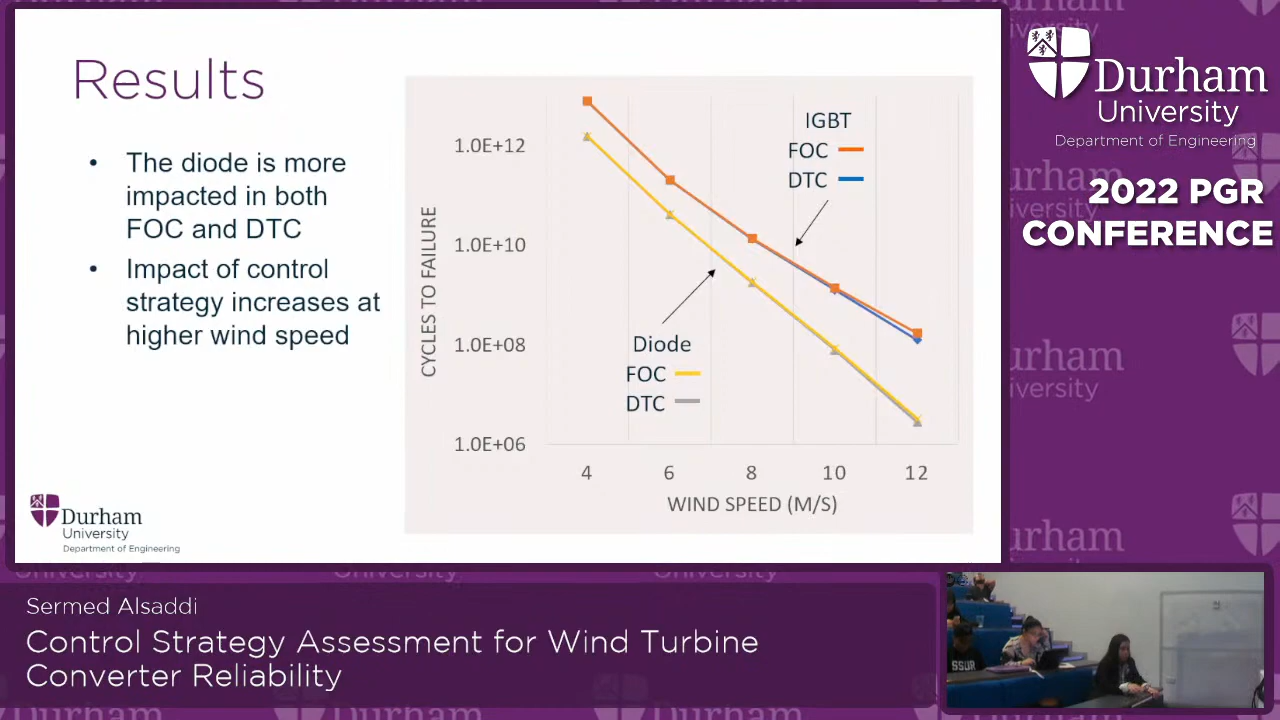 Results
• The diode is more
impacted in both
FOC and DTC
• Impact of control
strategy increases at
higher wind speed
1.0E+12
1.0E+10
1.0E+08
1.0E+06
CYCLES TO FAILURE
IGBT
FOC
DTC
Diode
FOC
DTC
4 6 8 10 12
WIND SPEED (M/S)
Durham
University
Department of Engineering
Durham
University
Department of Engineering
2022 PGR
CONFERENCE
Sermed Alsaddi
Control Strategy Assessment for Wind Turbine
Converter Reliability